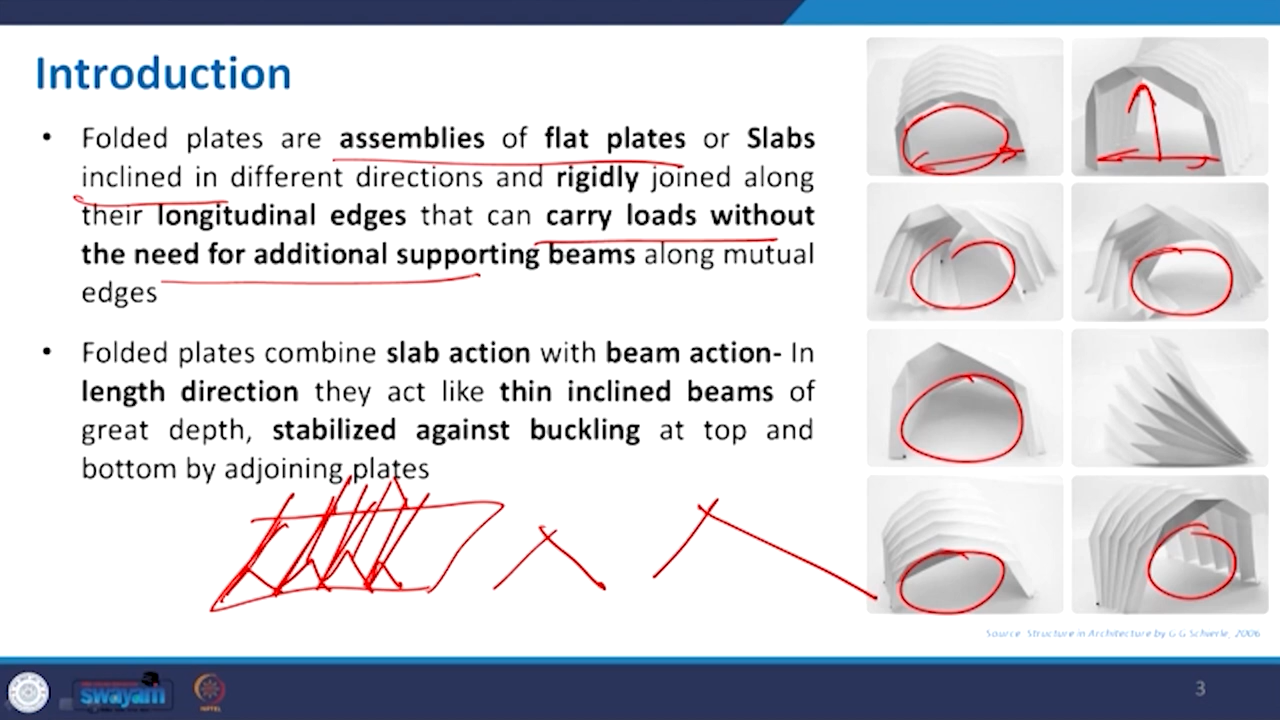 Introduction
• Folded plates are assemblies of flat plates or Slabs
inclined in different directions and rigidly joined along
their longitudinal edges that can carry loads without
the need for additional supporting beams along mutual
edges
• Folded plates combine slab action with beam action- In
length direction they act like thin inclined beams of
great depth, stabilized against buckling at top and
bottom by adjoining plates
Source: Structure in Architecture by G G Schierle, 2006
swayam
3